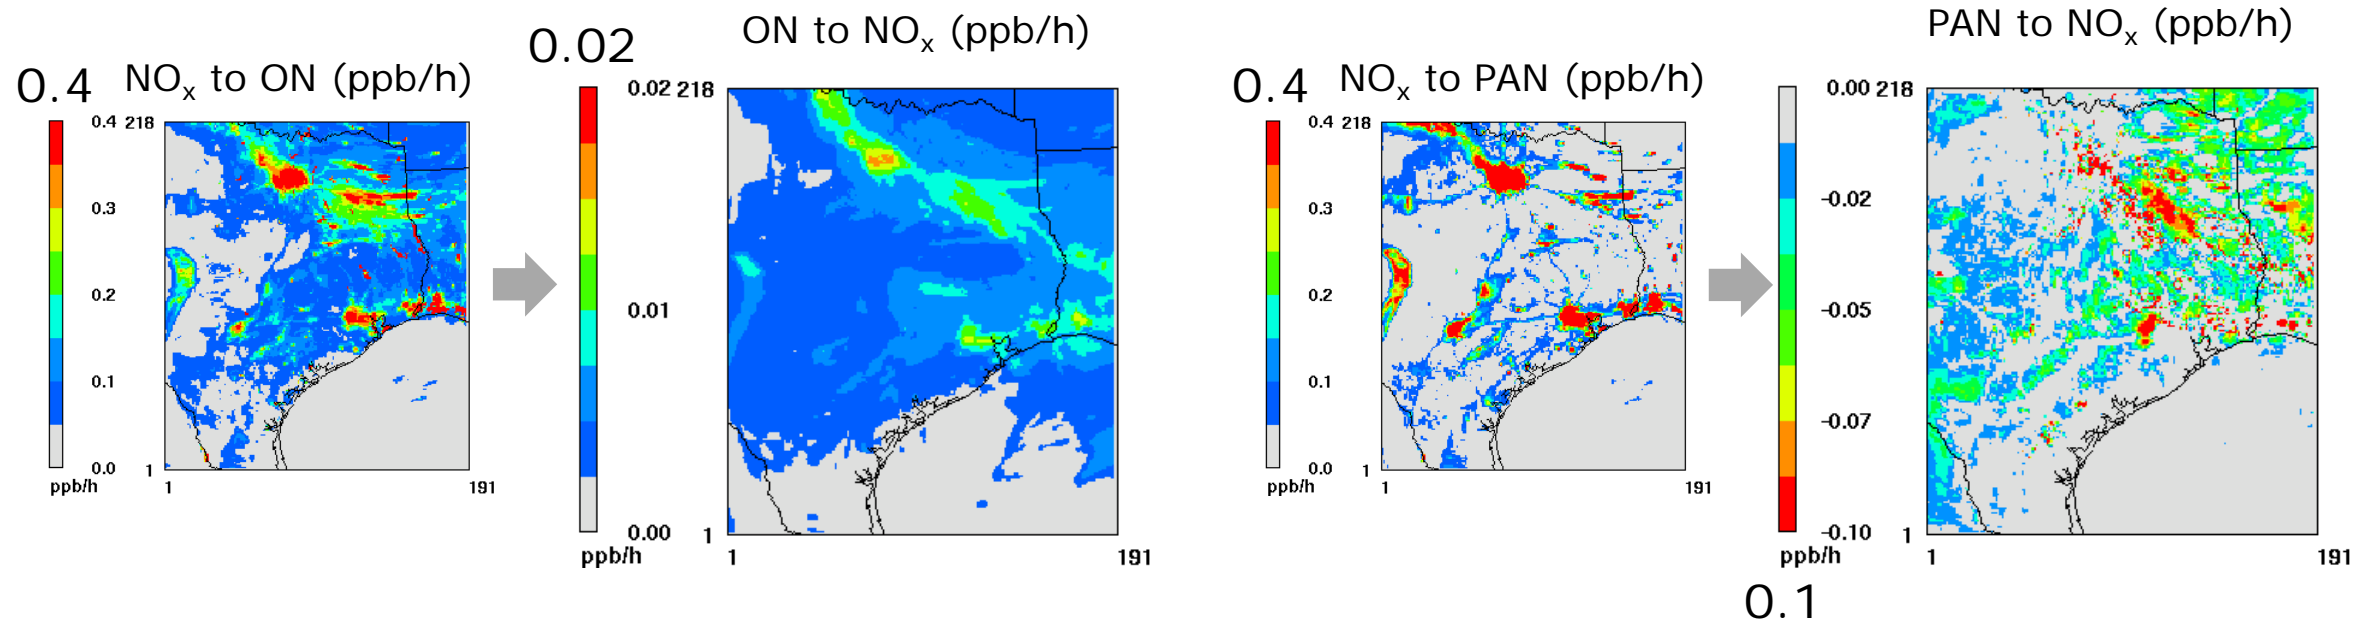 0.4 NOx to ON (ppb/h)
0.4 218
0.3
0.2
0.1
0.0 1
ppb/h 1 191
0.02 ON to NOx (ppb/h)
0.02 218
0.01
0.00 1
ppb/h 1 191
0.4 NOx to PAN (ppb/h)
0.4 218
0.3
0.2
0.1
0.0 1
ppb/h 1 191
PAN to NOx (ppb/h)
0.00 218
-0.02
-0.05
-0.07
-0.10 1
ppb/h 1 191
0.1